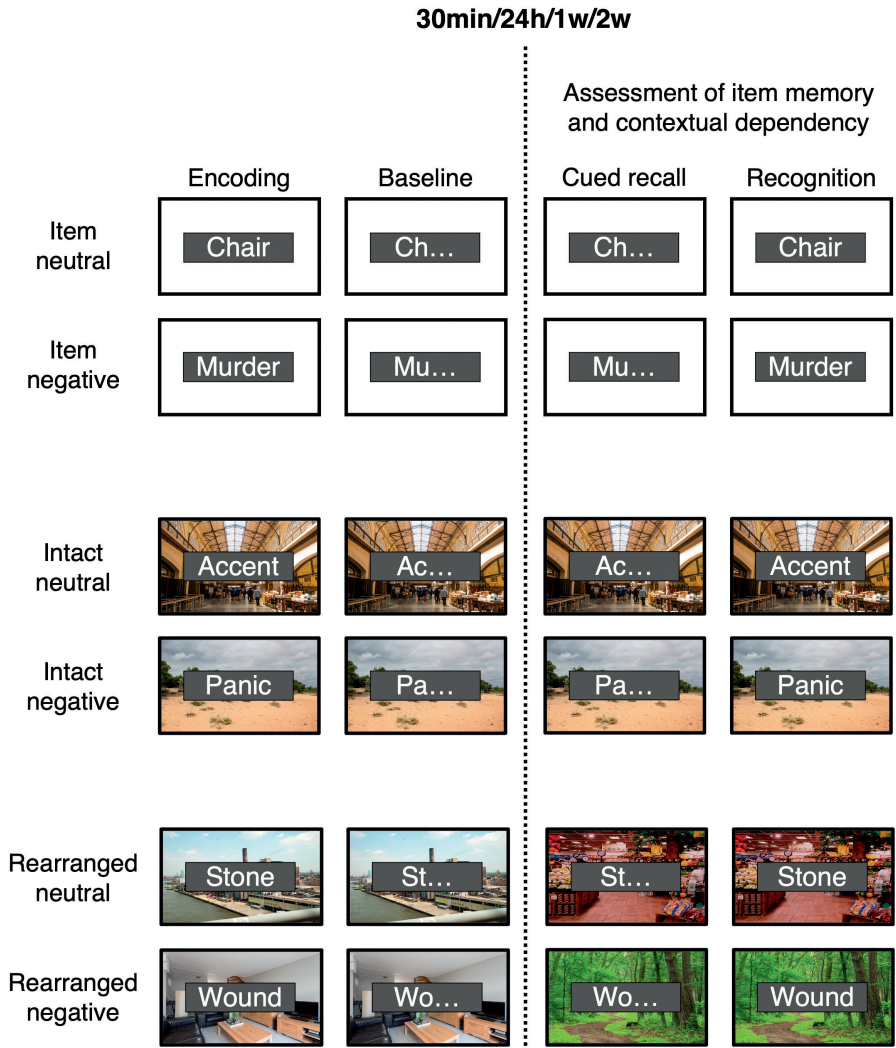 30min/24h/1w/2w
Assessment of item memory
and contextual dependency
Encoding Baseline Cued recall Recognition
Item
neutral
Chair Ch... Ch... Chair
Item
negative
Murder Mu... Mu... Murder
Intact
neutral
Accent Ac... Ac... Accent
Intact
negative
Panic Pa... Pa... Panic
Rearranged
neutral
Stone St... St... Stone
Rearranged
negative
Wound Wo... Wo... Wound